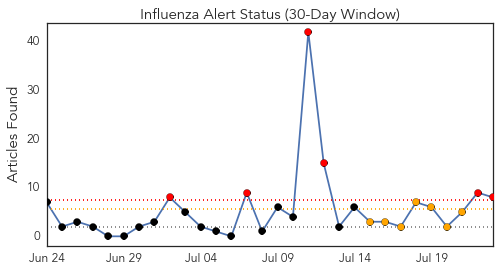 Influenza Alert Status (30-Day Window)
Articles Found
40
30
20
10
0
Jun 24 Jun 29 Jul 04 Jul 09 Jul 14 Jul 19